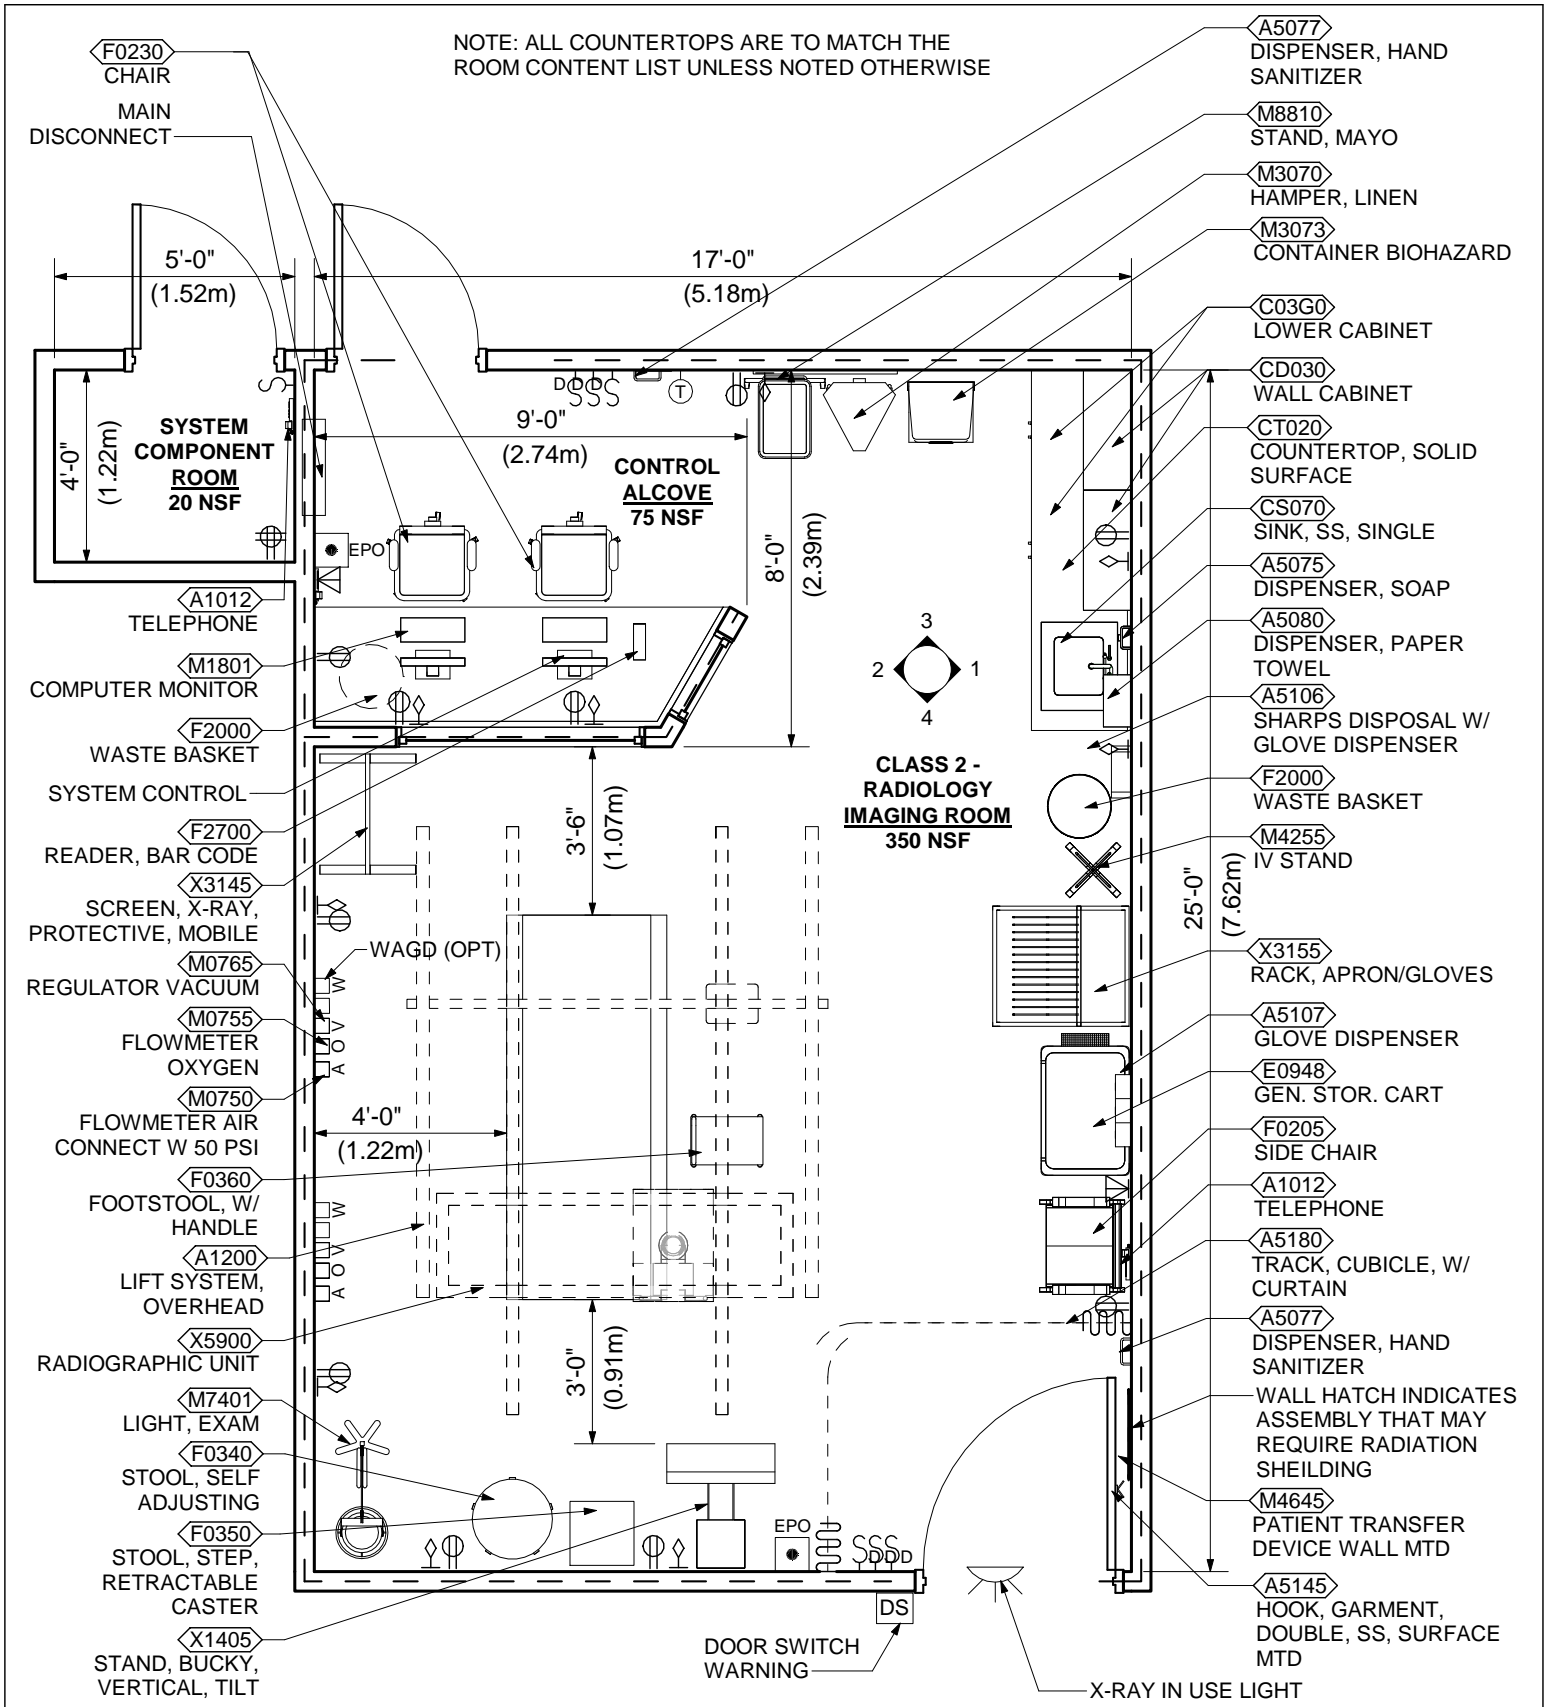 NOTE: ALL COUNTERTOPS ARE TO MATCH THE
ROOM CONTENT LIST UNLESS NOTED OTHERWISE
F0230
CHAIR
MAIN
DISCONNECT
5'-0"
(1.52m)
17'-0"
(5.18m)
SYSTEM
COMPONENT
ROOM
20 NSF
4'-0"
(1.22m)
9'-0"
(2.74m)
CONTROL
ALCOVE
75 NSF
8'-0"
(2.39m)
D D D
S S S S
T
EPO
A1012
TELEPHONE
M1801
COMPUTER MONITOR
F2000
WASTE BASKET
SYSTEM CONTROL
F2700
READER, BAR CODE
X3145
SCREEN, X-RAY,
PROTECTIVE, MOBILE
M0765
REGULATOR VACUUM
M0755
FLOWMETER
OXYGEN
M0750
FLOWMETER AIR
CONNECT W 50 PSI
F0360
FOOTSTOOL, W/
HANDLE
A1200
LIFT SYSTEM,
OVERHEAD
X5900
RADIOGRAPHIC UNIT
M7401
LIGHT, EXAM
F0340
STOOL, SELF
ADJUSTING
F0350
STOOL, STEP,
RETRACTABLE
CASTER
X1405
STAND, BUCKY,
VERTICAL, TILT
3
2
1
4
CLASS 2 -
RADIOLOGY
IMAGING ROOM
350 NSF
3'-6"
(1.07m)
WAGD (OPT)
W
V
O
A
4'-0"
(1.22m)
W
V
O
A
3'-0"
(0.91m)
25'-0"
(7.62m)
EPO
SSS
DDD
DS
DOOR SWITCH
WARNING
X-RAY IN USE LIGHT
A5077
DISPENSER, HAND
SANITIZER
M8810
STAND, MAYO
M3070
HAMPER, LINEN
M3073
CONTAINER BIOHAZARD
C03G0
LOWER CABINET
CD030
WALL CABINET
CT020
COUNTERTOP, SOLID
SURFACE
CS070
SINK, SS, SINGLE
A5075
DISPENSER, SOAP
A5080
DISPENSER, PAPER
TOWEL
A5106
SHARPS DISPOSAL W/
GLOVE DISPENSER
F2000
WASTE BASKET
M4255
IV STAND
X3155
RACK, APRON/GLOVES
A5107
GLOVE DISPENSER
E0948
GEN. STOR. CART
F0205
SIDE CHAIR
A1012
TELEPHONE
A5180
TRACK, CUBICLE, W/
CURTAIN
A5077
DISPENSER, HAND
SANITIZER
WALL HATCH INDICATES
ASSEMBLY THAT MAY
REQUIRE RADIATION
SHEILDING
M4645
PATIENT TRANSFER
DEVICE WALL MTD
A5145
HOOK, GARMENT,
DOUBLE, SS, SURFACE
MTD